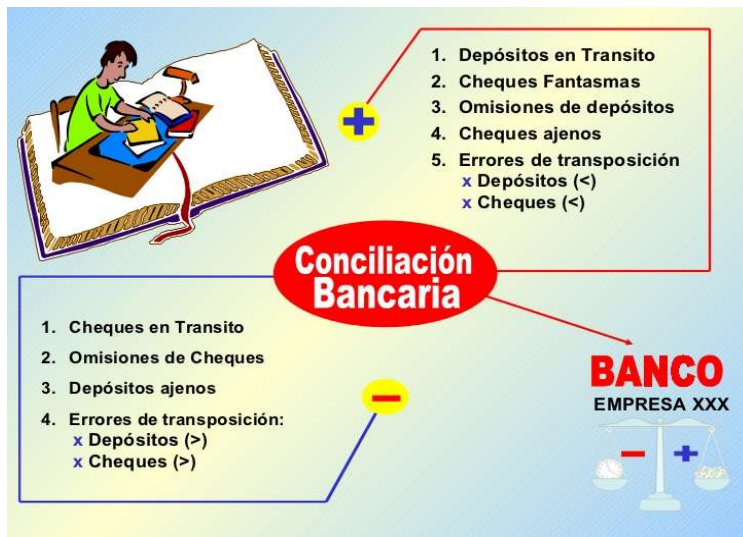 1. Depósitos en Transito
2. Cheques Fantasmas
3. Omisiones de depósitos
4. Cheques ajenos
5. Errores de transposición
x Depósitos (<)
x Cheques (<)
+
Conciliación
Bancaria
1. Cheques en Transito
2. Omisiones de Cheques
3. Depósitos ajenos
4. Errores de transposición:
x Depósitos (>)
x Cheques (>)
−
BANCO
EMPRESA XXX
− +